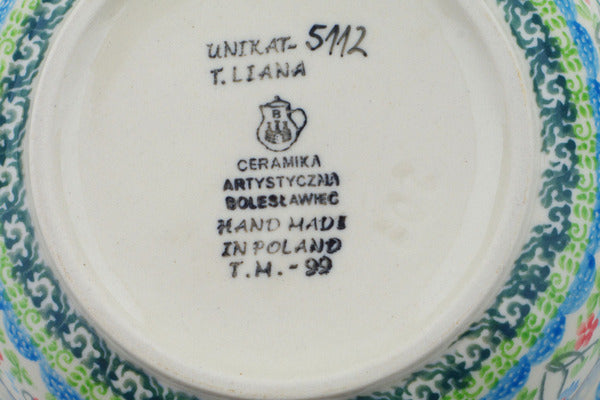 UNIKAT- 5112
T. LIANA
B
CERAMIKA
ARTYSTYCZNA
BOLESŁAWIEC
HAND MADE
IN POLAND
T.M.-99